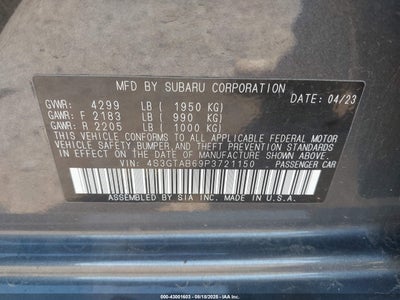 MFD BY SUBARU CORPORATION
DATE: 04/23
GVWR: 4299 LB (1950 KG)
GAWR: F 2183 LB (990 KG)
GAWR: R 2205 LB (1000 KG)
THIS VEHICLE CONFORMS TO ALL APPLICABLE FEDERAL MOTOR
VEHICLE SAFETY, BUMPER, AND THEFT PREVENTION STANDARDS
IN EFFECT ON THE DATE OF MANUFACTURE SHOWN ABOVE.
VIN: 4S3GTAB69P3721150 PASSENGER CAR
ASSEMBLED BY SIA INC. MADE IN U.S.A.
000-43001603 - 08/18/2025 - IAAI.COM